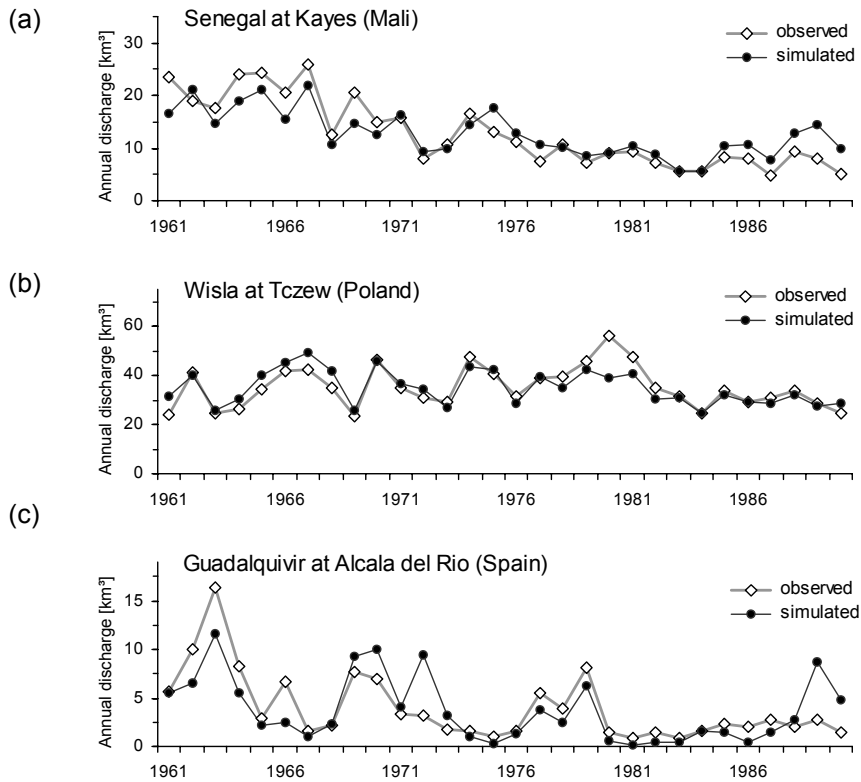 (a)
Senegal at Kayes (Mali)
observed
simulated
Annual discharge [km³]
30
20
10
0
1961 1966 1971 1976 1981 1986
(b)
Wisla at Tczew (Poland)
observed
simulated
Annual discharge [km³]
60
40
20
0
1961 1966 1971 1976 1981 1986
(c)
Guadalquivir at Alcala del Rio (Spain)
observed
simulated
Annual discharge [km³]
15
10
5
0
1961 1966 1971 1976 1981 1986